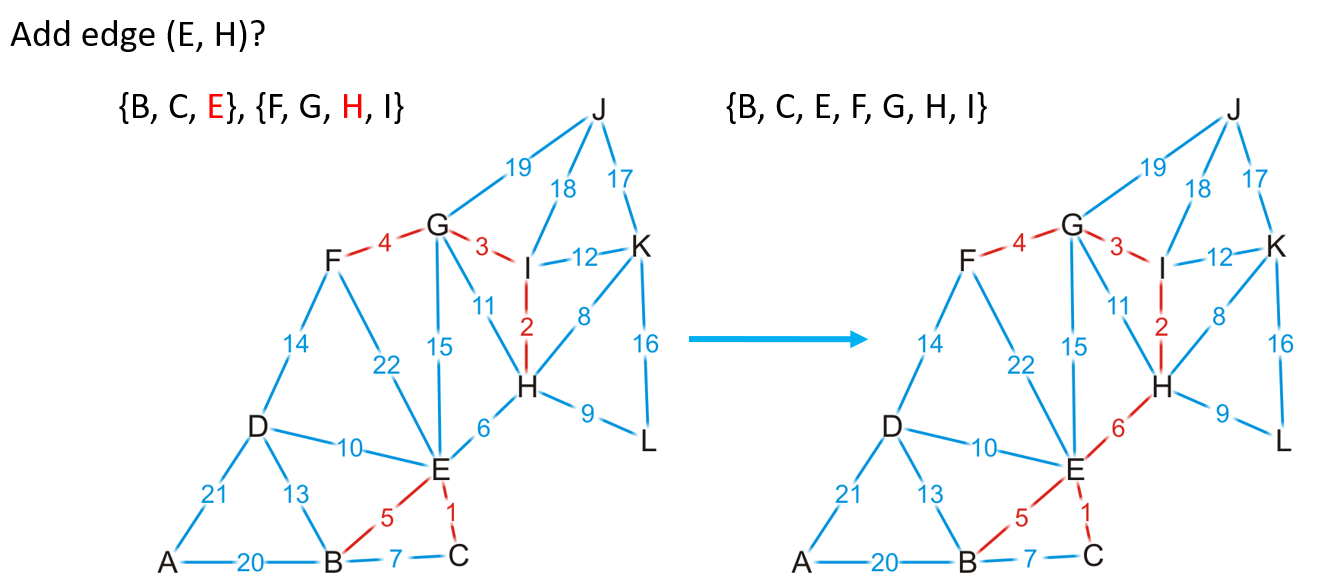 Add edge (E, H)?
{B, C, E}, {F, G, H, I}
{B, C, E, F, G, H, I}
J
J
19
18
17
19
18
17
G
K
G
K
4
3
4
3
F
I
12
F
I
12
11
8
11
8
2
2
14
15
16
14
15
16
22
22
H
H
9
9
D
6
L
D
6
L
10
10
E
E
21
13
21
13
5
1
5
1
A
20
B
7
C
A
20
B
7
C